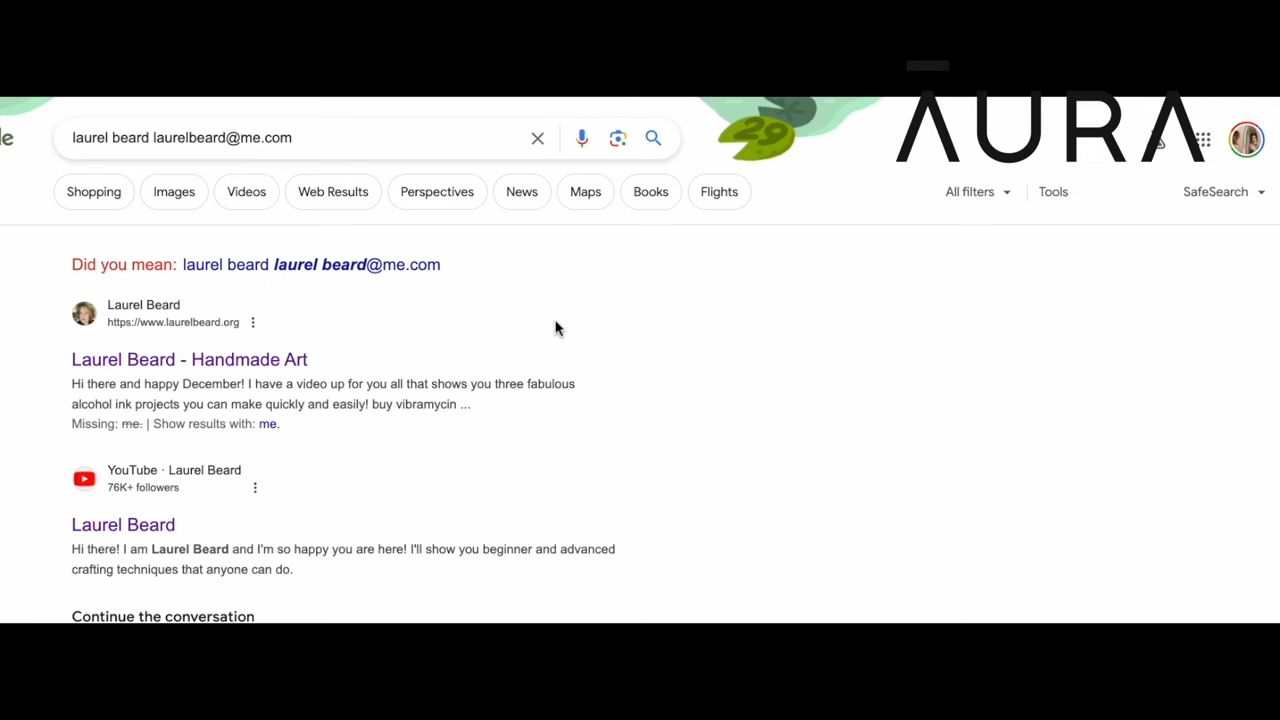 le
laurel beard laurelbeard@me.com
29
AURA
Shopping
Images
Videos
Web Results
Perspectives
News
Maps
Books
Flights
All filters
Tools
SafeSearch
Did you mean: laurel beard laurel beard@me.com
Laurel Beard
https://www.laurelbeard.org
Laurel Beard - Handmade Art
Hi there and happy December! I have a video up for you all that shows you three fabulous
alcohol ink projects you can make quickly and easily! buy vibramycin ...
Missing: me. | Show results with: me.
YouTube · Laurel Beard
76K+ followers
Laurel Beard
Hi there! I am Laurel Beard and I'm so happy you are here! I'll show you beginner and advanced
crafting techniques that anyone can do.
Continue the conversation